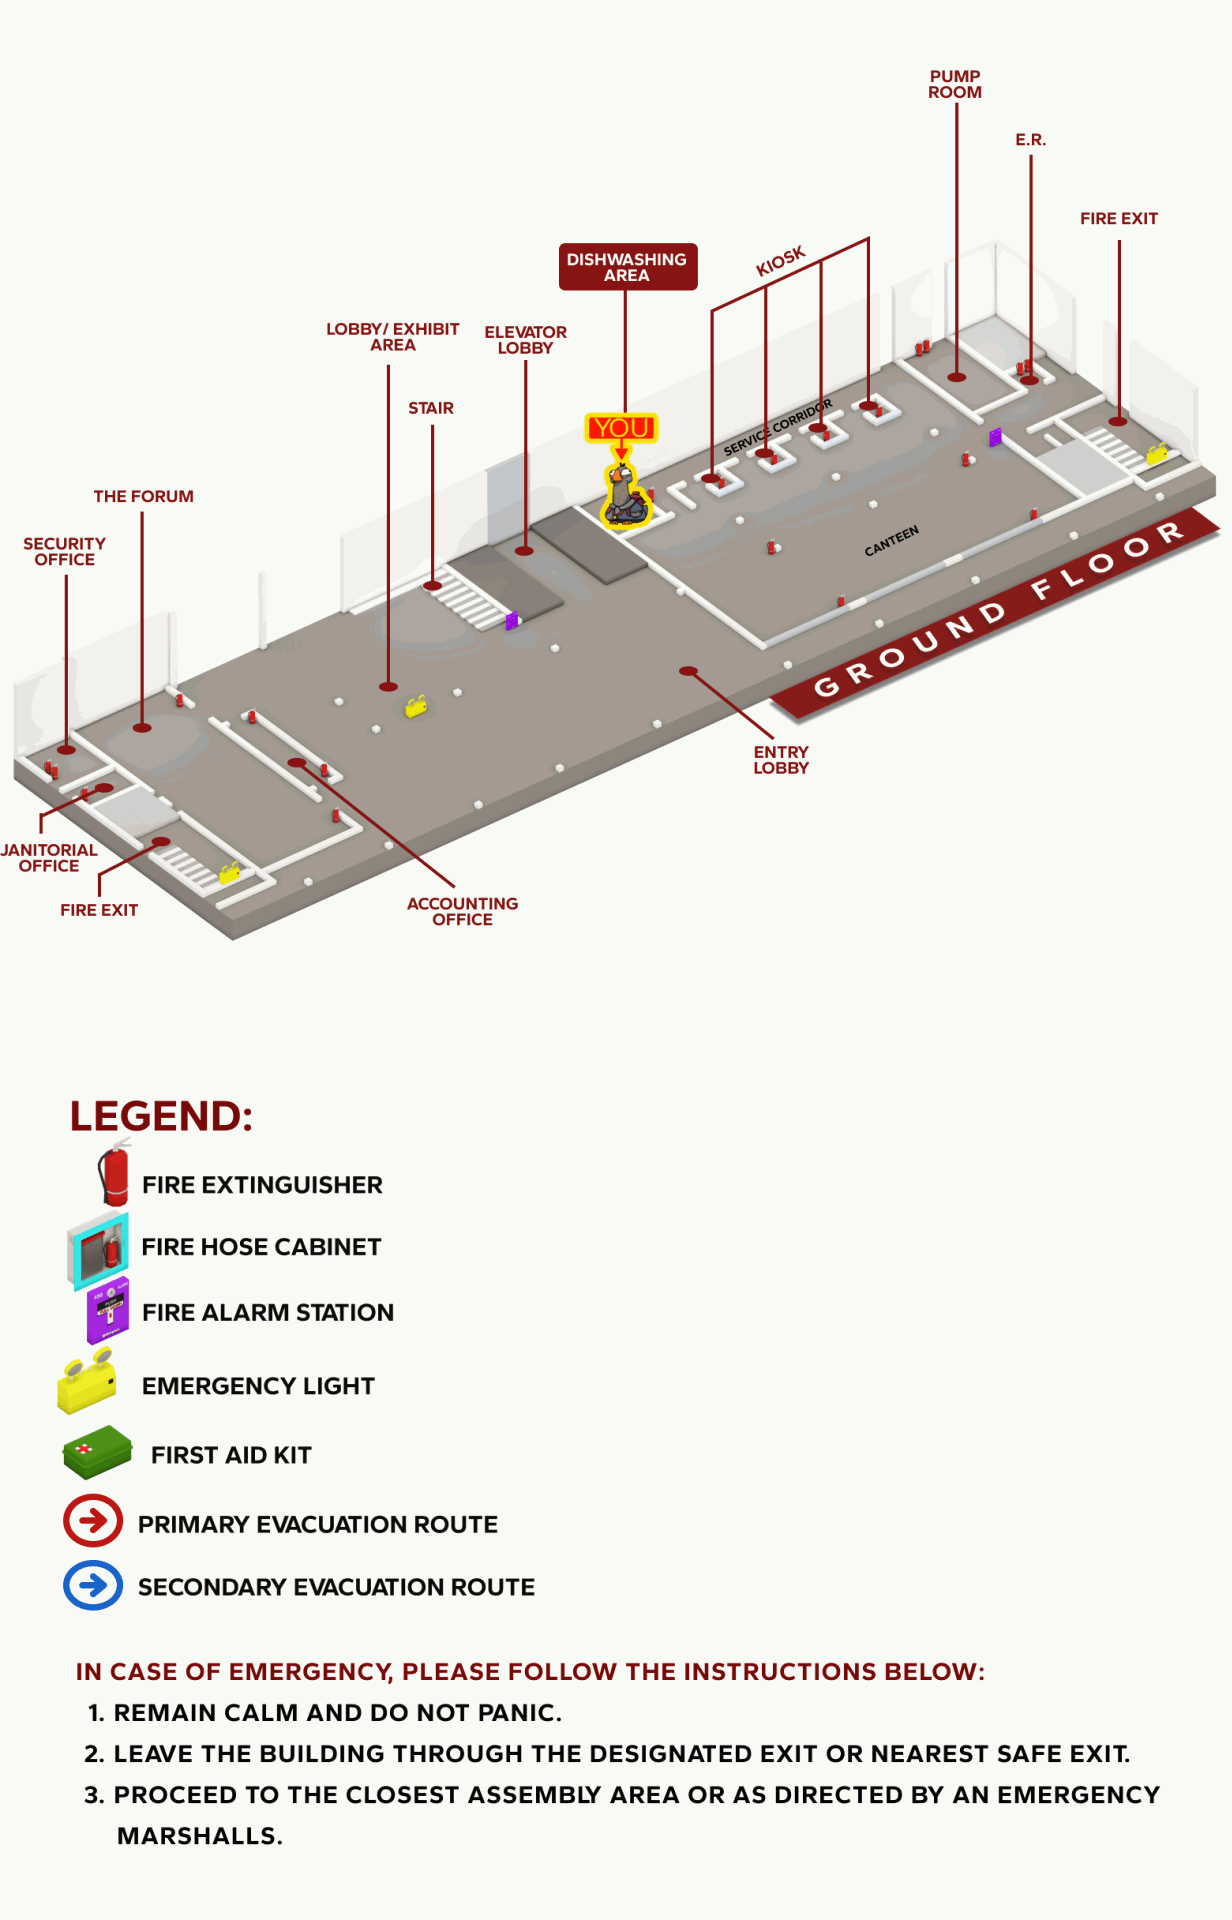 PUMP
ROOM
E.R.
FIRE EXIT
KIOSK
DISHWASHING
AREA
LOBBY/ EXHIBIT
AREA
ELEVATOR
LOBBY
STAIR
YOU
SERVICE CORRIDOR
THE FORUM
SECURITY
OFFICE
CANTEEN
GROUND FLOOR
ENTRY
LOBBY
JANITORIAL
OFFICE
FIRE EXIT
ACCOUNTING
OFFICE
LEGEND:
FIRE EXTINGUISHER
FIRE HOSE CABINET
FIRE ALARM STATION
EMERGENCY LIGHT
FIRST AID KIT
PRIMARY EVACUATION ROUTE
SECONDARY EVACUATION ROUTE
IN CASE OF EMERGENCY, PLEASE FOLLOW THE INSTRUCTIONS BELOW:
1. REMAIN CALM AND DO NOT PANIC.
2. LEAVE THE BUILDING THROUGH THE DESIGNATED EXIT OR NEAREST SAFE EXIT.
3. PROCEED TO THE CLOSEST ASSEMBLY AREA OR AS DIRECTED BY AN EMERGENCY
MARSHALLS.